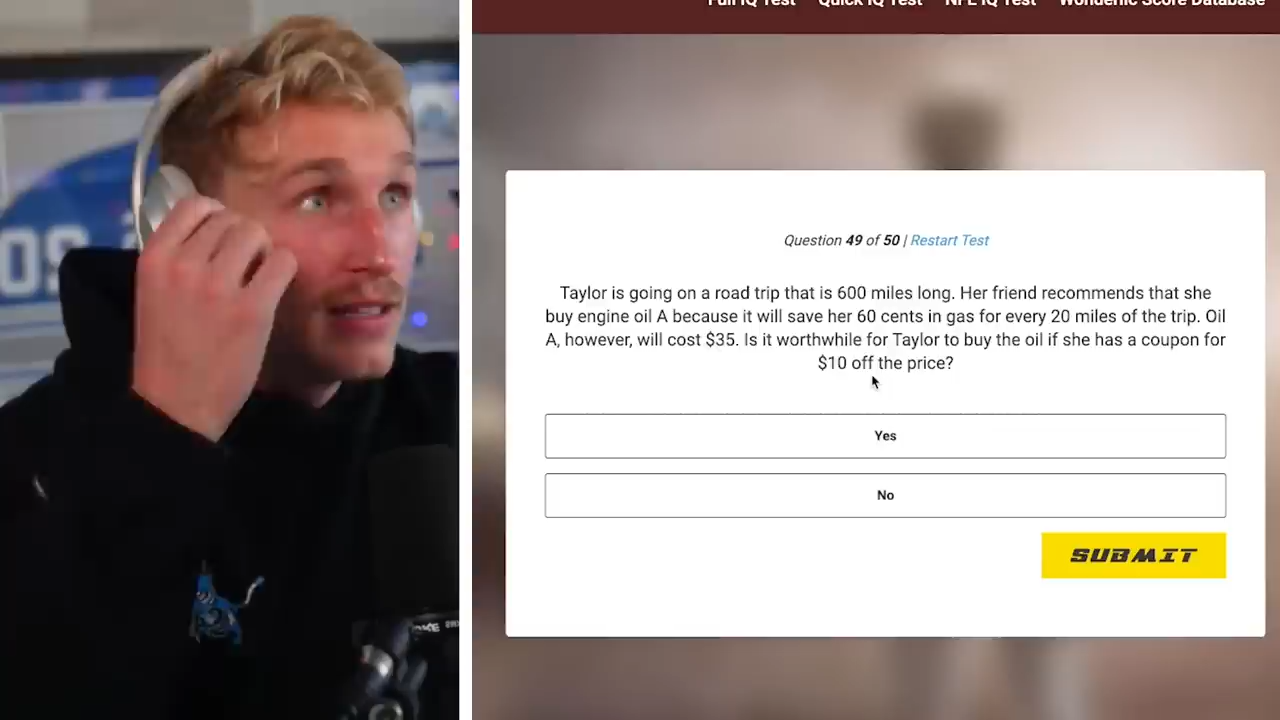 Full IQ Test Quick IQ Test NFL IQ Test Wonderlic Score Database
OS
Question 49 of 50 | Restart Test
Taylor is going on a road trip that is 600 miles long. Her friend recommends that she
buy engine oil A because it will save her 60 cents in gas for every 20 miles of the trip. Oil
A, however, will cost $35. Is it worthwhile for Taylor to buy the oil if she has a coupon for
$10 off the price?
Yes
No
SUBMIT